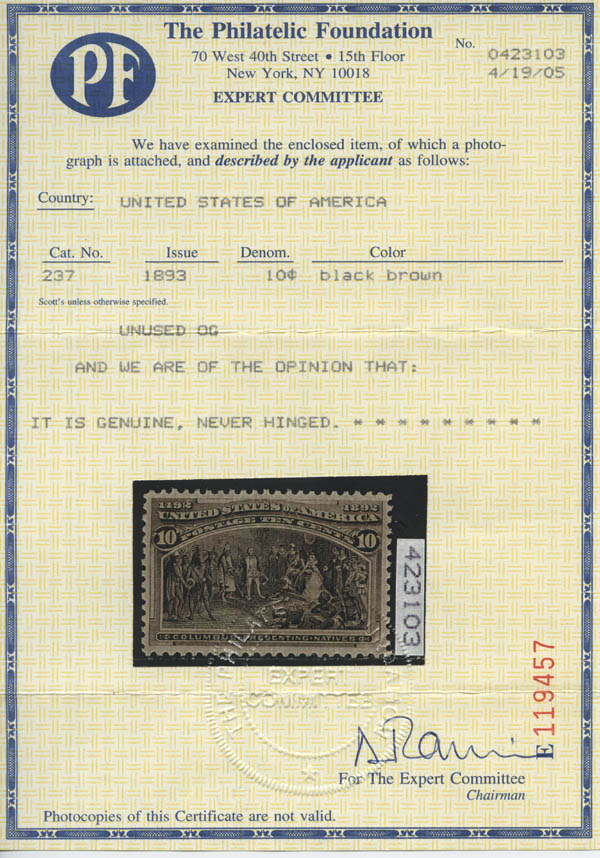 The Philatelic Foundation
PF
70 West 40th Street • 15th Floor
New York, NY 10018
No.
0423103
4/19/05
EXPERT COMMITTEE
We have examined the enclosed item, of which a photo-
graph is attached, and described by the applicant as follows:
Country: UNITED STATES OF AMERICA
Cat. No. Issue Denom. Color
237 1893 10¢ black brown
Scott's unless otherwise specified.
UNUSED OG
AND WE ARE OF THE OPINION THAT:
IT IS GENUINE, NEVER HINGED. * * * * * * * * *
1492 1892
UNITED STATES OF AMERICA
POSTAGE TEN CENTS
10 10
COLUMBUS PRESENTING NATIVES
423103
EXPERT
COMMITTEE
E119457
For The Expert Committee
Chairman
Photocopies of this Certificate are not valid.